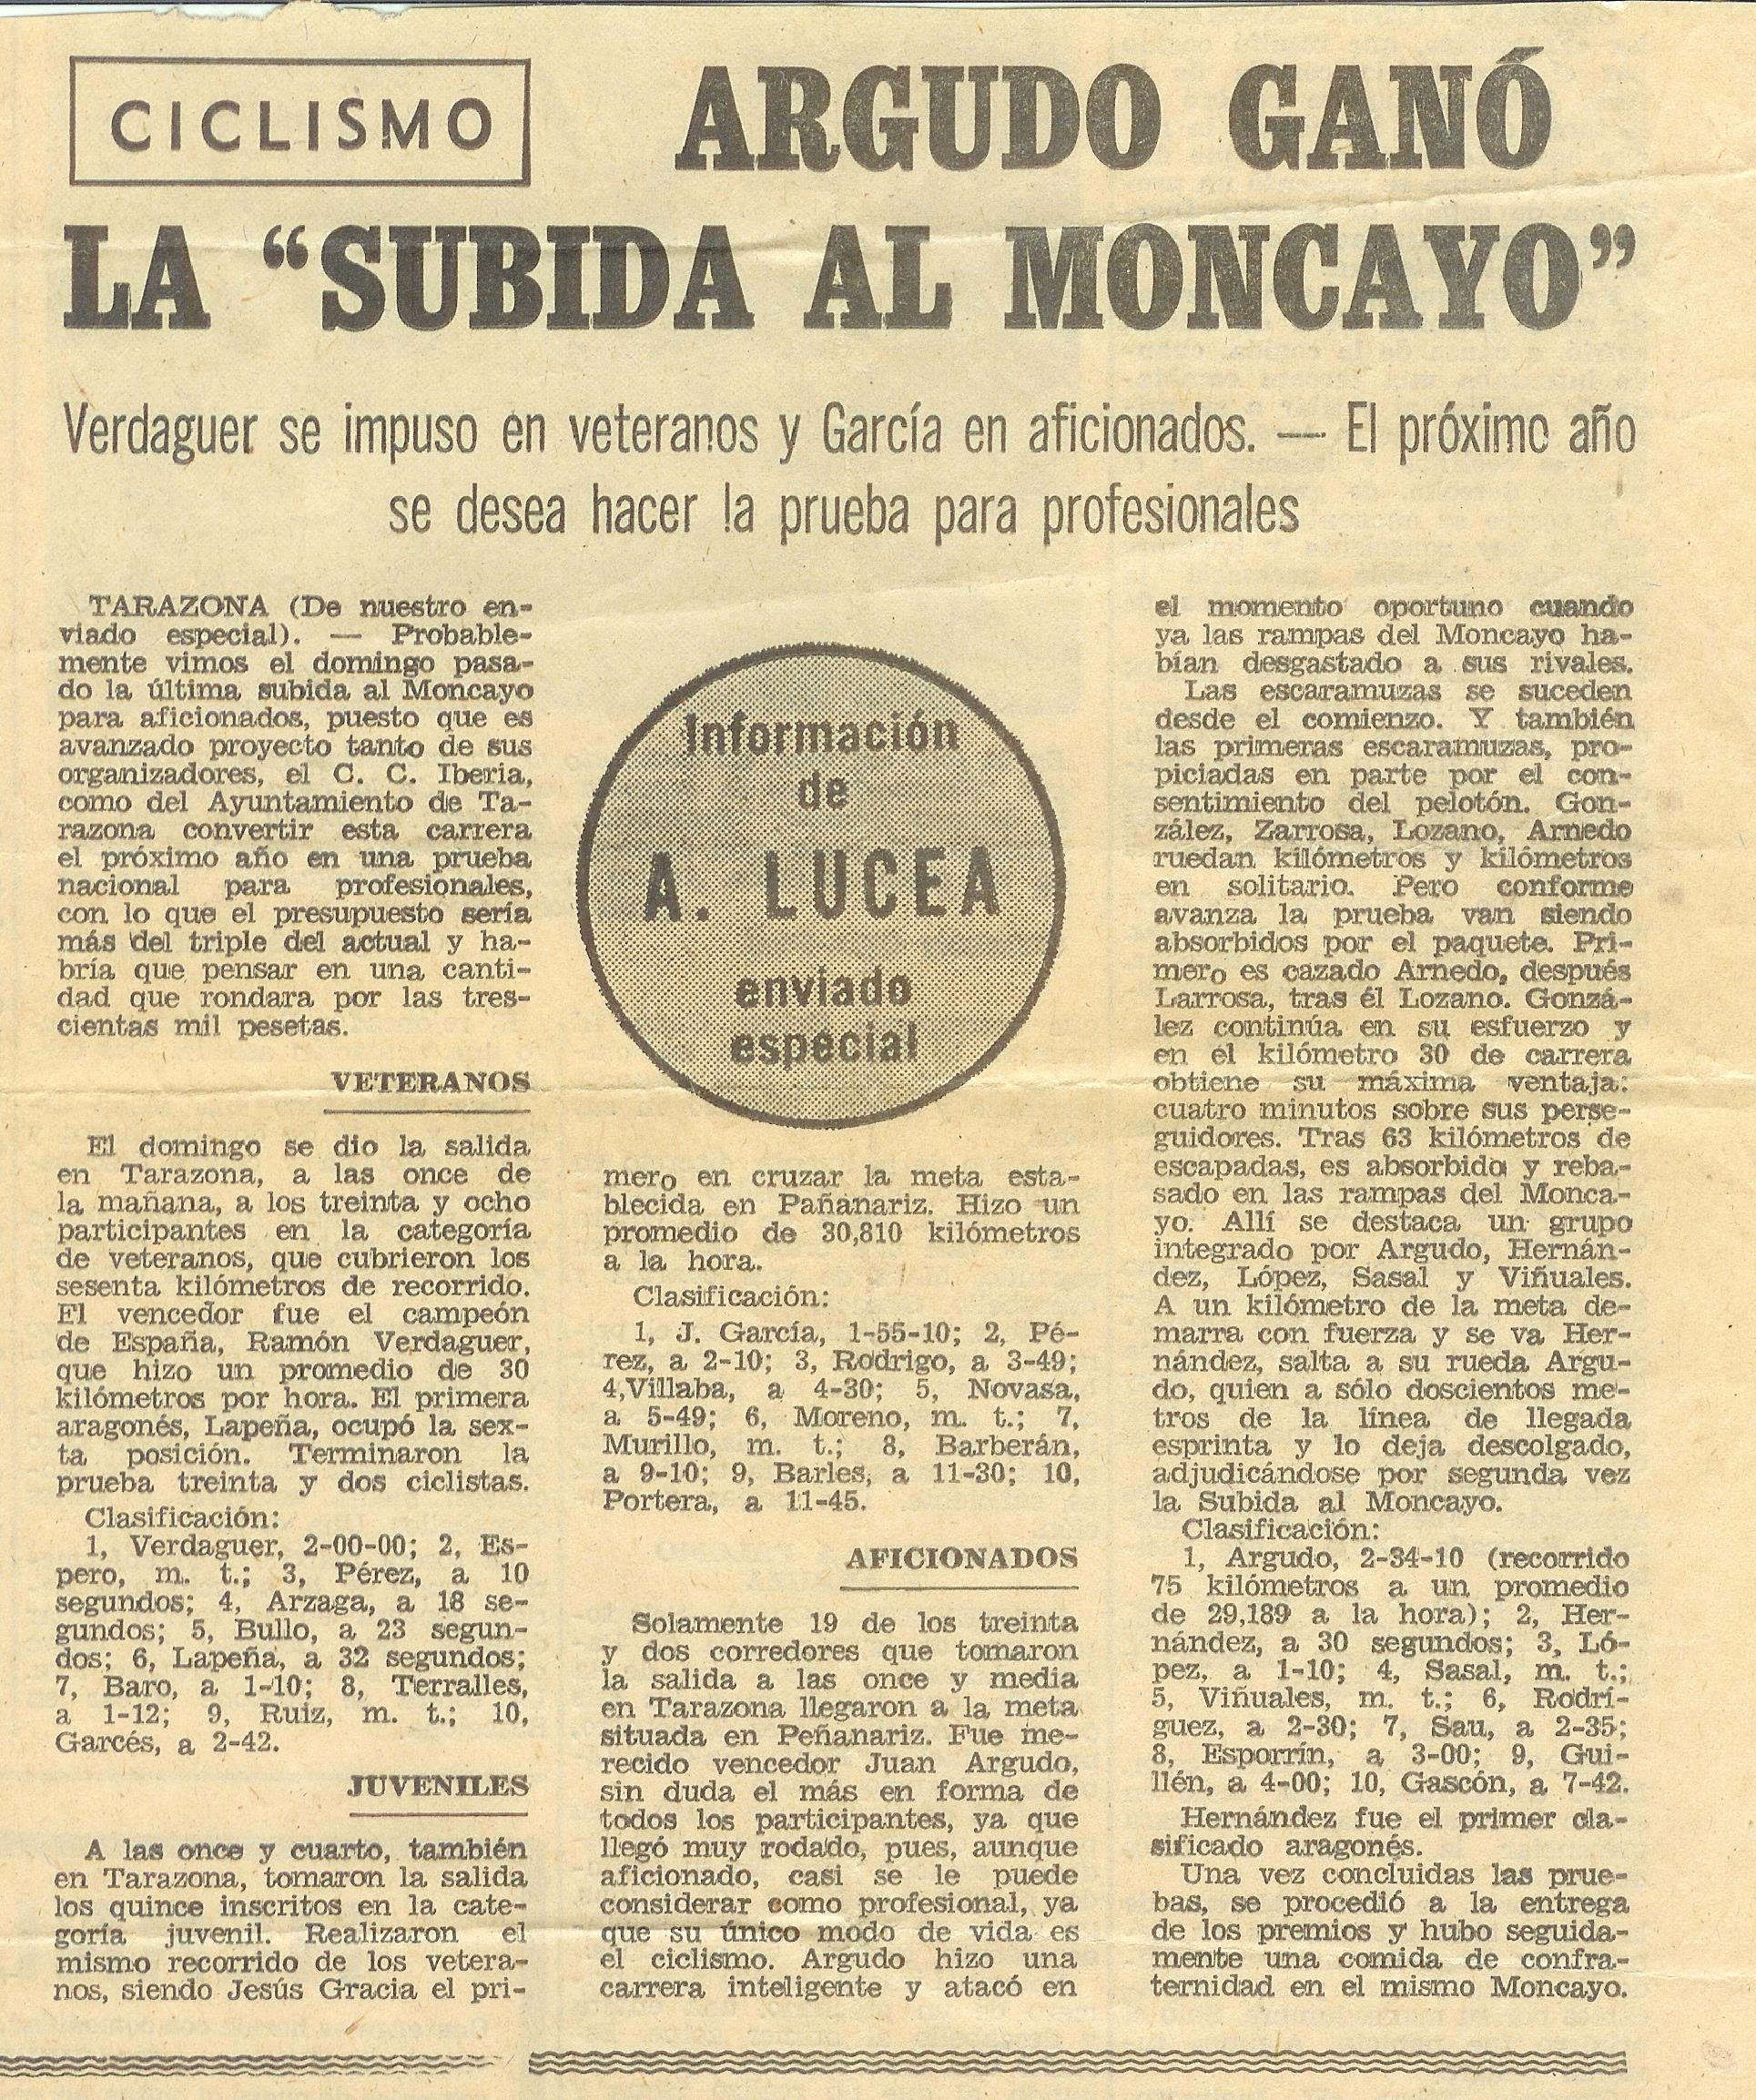 CICLISMO
ARGUDO GANÓ
LA “SUBIDA AL MONCAYO”
Verdaguer se impuso en veteranos y García en aficionados. — El próximo año
se desea hacer la prueba para profesionales
TARAZONA (De nuestro en-
viado especial). — Probable-
mente vimos el domingo pasa-
do la última subida al Moncayo
para aficionados, puesto que es
avanzado proyecto tanto de sus
organizadores, el C. C. Iberia,
como del Ayuntamiento de Ta-
razona convertir esta carrera
el próximo año en una prueba
nacional para profesionales,
con lo que el presupuesto sería
más del triple del actual y ha-
bría que pensar en una canti-
dad que rondara por las tres-
cientas mil pesetas.
VETERANOS
El domingo se dio la salida
en Tarazona, a las once de
la mañana, a los treinta y ocho
participantes en la categoría
de veteranos, que cubrieron los
sesenta kilómetros de recorrido.
El vencedor fue el campeón
de España, Ramón Verdaguer,
que hizo un promedio de 30
kilómetros por hora. El primera
aragonés, Lapeña, ocupó la sex-
ta posición. Terminaron la
prueba treinta y dos ciclistas.
Clasificación:
1, Verdaguer, 2-00-00; 2, Es-
pero, m. t.; 3, Pérez, a 10
segundos; 4, Arzaga, a 18 se-
gundos; 5, Bullo, a 23 segun-
dos; 6, Lapeña, a 32 segundos;
7, Baro, a 1-10; 8, Terralles,
a 1-12; 9, Ruiz, m. t.; 10,
Garcés, a 2-42.
JUVENILES
A las once y cuarto, también
en Tarazona, tomaron la salida
los quince inscritos en la cate-
goría juvenil. Realizaron el
mismo recorrido de los vetera-
nos, siendo Jesús Gracia el pri-
Información
de
A. LUCEA
enviado
especial
mero en cruzar la meta esta-
blecida en Pañanariz. Hizo un
promedio de 30,810 kilómetros
a la hora.
Clasificación:
1, J. García, 1-55-10; 2, Pé-
rez, a 2-10; 3, Rodrigo, a 3-49;
4,Villaba, a 4-30; 5, Novasa,
a 5-49; 6, Moreno, m. t.; 7,
Murillo, m. t.; 8, Barberán,
a 9-10; 9, Barles, a 11-30; 10,
Portera, a 11-45.
AFICIONADOS
Solamente 19 de los treinta
y dos corredores que tomaron
la salida a las once y media
en Tarazona llegaron a la meta
situada en Peñanariz. Fue me-
recido vencedor Juan Argudo,
sin duda el más en forma de
todos los participantes, ya que
llegó muy rodado, pues, aunque
aficionado, casi se le puede
considerar como profesional, ya
que su único modo de vida es
el ciclismo. Argudo hizo una
carrera inteligente y atacó en
el momento oportuno cuando
ya las rampas del Moncayo ha-
bían desgastado a sus rivales.
Las escaramuzas se suceden
desde el comienzo. Y también
las primeras escaramuzas, pro-
piciadas en parte por el con-
sentimiento del pelotón. Gon-
zález, Zarrosa, Lozano, Arnedo
ruedan kilómetros y kilómetros
en solitario. Pero conforme
avanza la prueba van siendo
absorbidos por el paquete. Pri-
mero es cazado Arnedo, después
Larrosa, tras él Lozano. Gonzá-
lez continúa en su esfuerzo y
en el kilómetro 30 de carrera
obtiene su máxima ventaja:
cuatro minutos sobre sus perse-
guidores. Tras 63 kilómetros de
escapadas, es absorbido y reba-
sado en las rampas del Monca-
yo. Allí se destaca un grupo
integrado por Argudo, Hernán-
dez, López, Sasal y Viñuales.
A un kilómetro de la meta de-
marra con fuerza y se va Her-
nández, salta a su rueda Argu-
do, quien a sólo doscientos me-
tros de la línea de llegada
esprinta y lo deja descolgado,
adjudicándose por segunda vez
la Subida al Moncayo.
Clasificación:
1, Argudo, 2-34-10 (recorrido
75 kilómetros a un promedio
de 29,189 a la hora); 2, Her-
nández, a 30 segundos; 3, Ló-
pez, a 1-10; 4, Sasal, m. t.;
5, Viñuales, m. t.; 6, Rodrí-
guez, a 2-30; 7, Sau, a 2-35;
8, Esporrín, a 3-00; 9, Gui-
llén, a 4-00; 10, Gascón, a 7-42.
Hernández fue el primer cla-
sificado aragonés.
Una vez concluidas las prue-
bas, se procedió a la entrega
de los premios y hubo seguida-
mente una comida de confra-
ternidad en el mismo Moncayo.